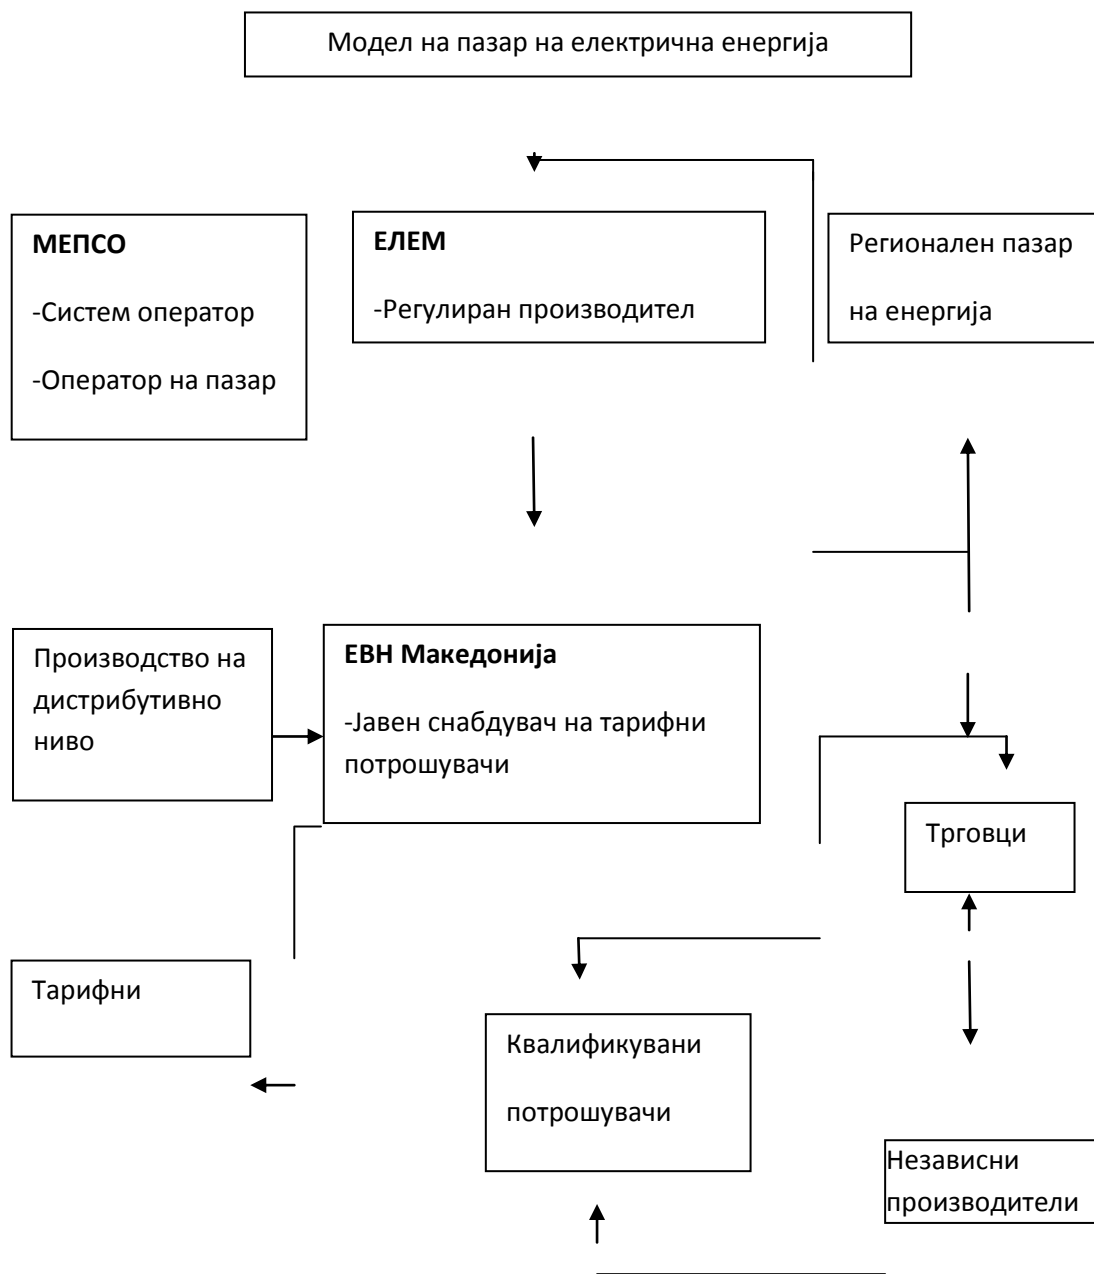 Модел на пазар на електрична енергија
МЕПСО
-Систем оператор
-Оператор на пазар
ЕЛЕМ
-Регулиран производител
Регионален пазар
на енергија
Производство на
дистрибутивно
ниво
ЕВН Македонија
-Јавен снабдувач на тарифни
потрошувачи
Трговци
Тарифни
Квалификувани
потрошувачи
Независни
производители